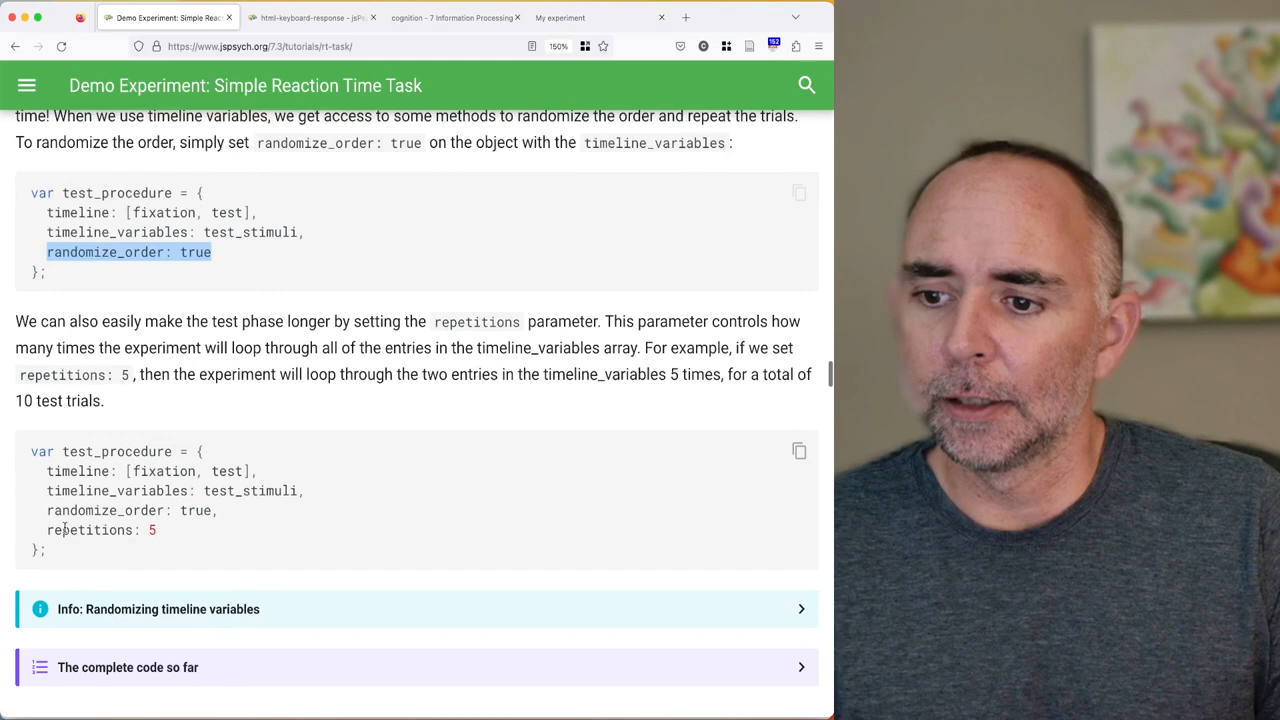 Demo Experiment: Simple Reac
html-keyboard-response - jsPs
cognition - 7 Information Processing
My experiment
https://www.jspsych.org/7.3/tutorials/rt-task/
150%
152
Demo Experiment: Simple Reaction Time Task
time! When we use timeline variables, we get access to some methods to randomize the order and repeat the trials.
To randomize the order, simply set randomize_order: true on the object with the timeline_variables:
var test_procedure = {
timeline: [fixation, test],
timeline_variables: test_stimuli,
randomize_order: true
};
We can also easily make the test phase longer by setting the repetitions parameter. This parameter controls how
many times the experiment will loop through all of the entries in the timeline_variables array. For example, if we set
repetitions: 5, then the experiment will loop through the two entries in the timeline_variables 5 times, for a total of
10 test trials.
var test_procedure = {
timeline: [fixation, test],
timeline_variables: test_stimuli,
randomize_order: true,
repetitions: 5
};
Info: Randomizing timeline variables
The complete code so far